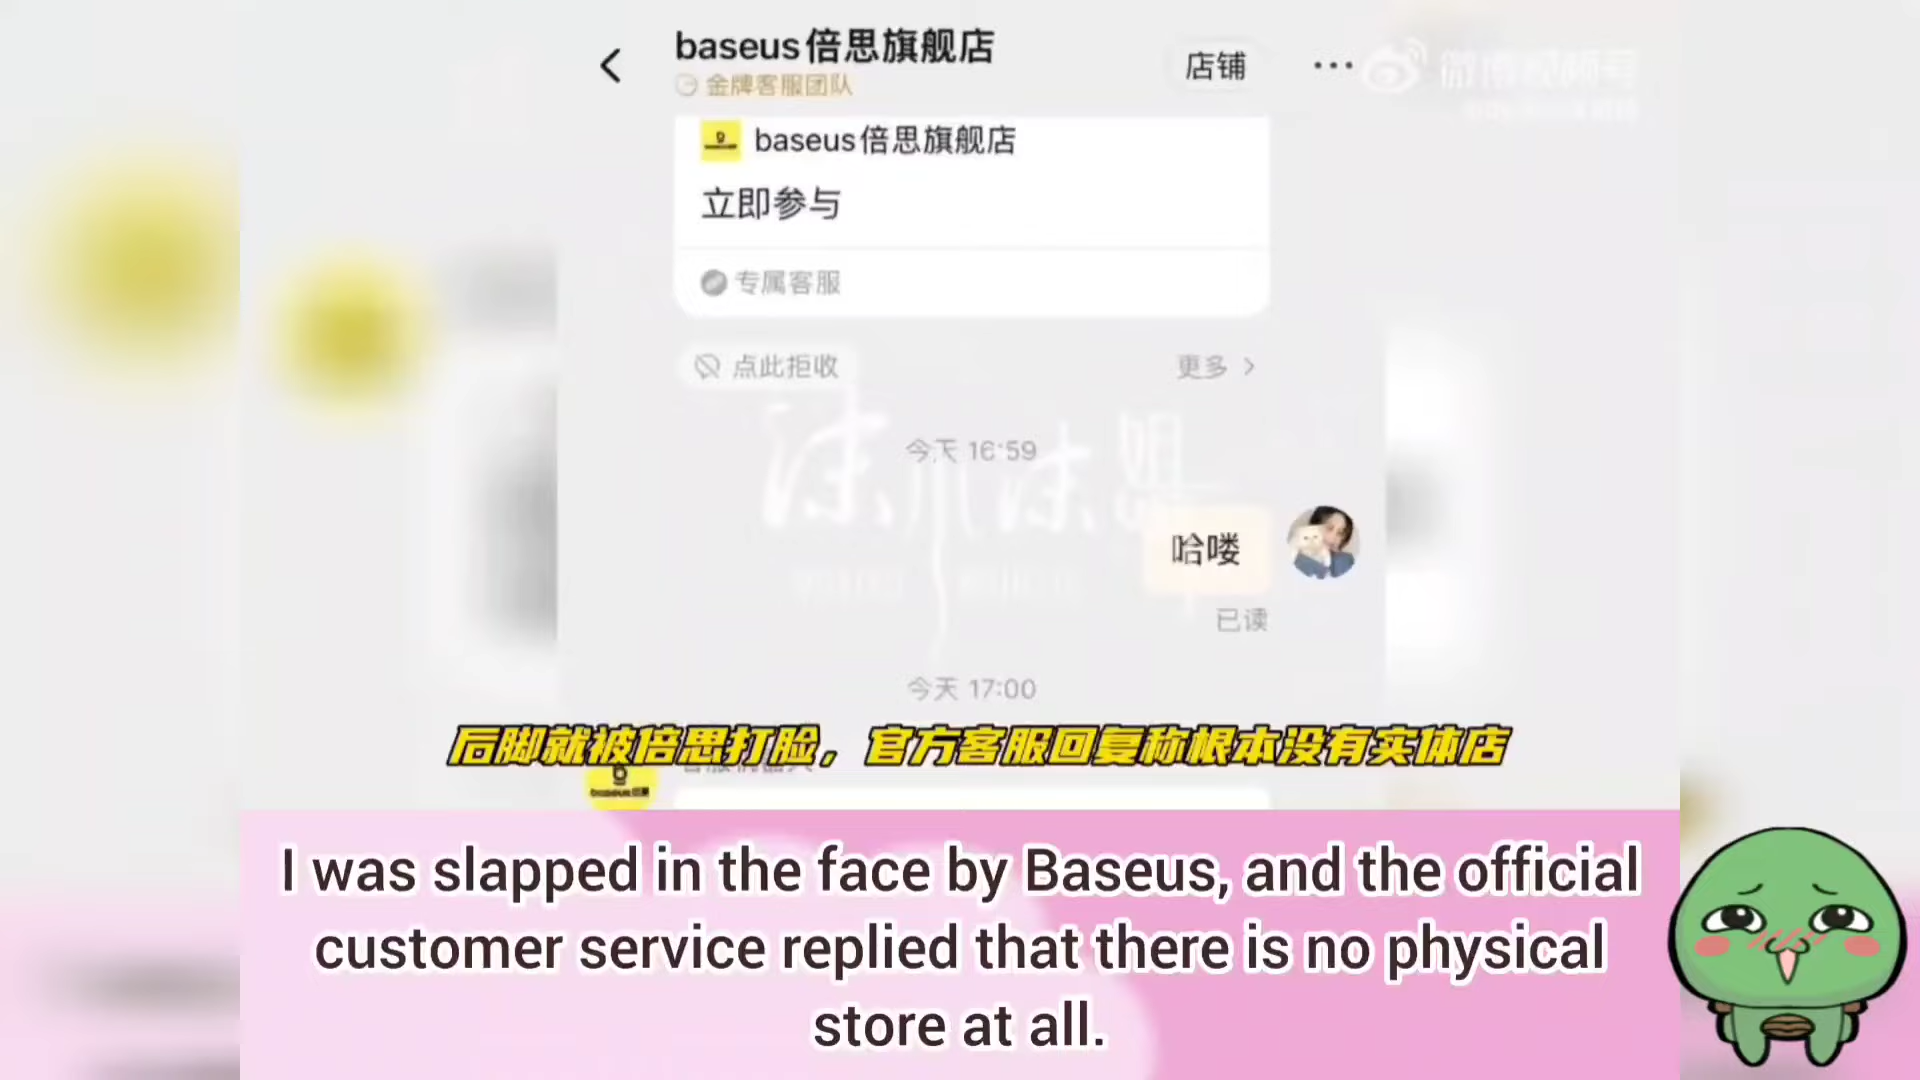 baseus倍思旗舰店
金牌客服团队
店铺
baseus倍思旗舰店
立即参与
专属客服
点此拒收
更多
今天 16:59
哈喽
已读
今天 17:00
后脚就被倍思打脸，官方客服回复称根本没有实体店
I was slapped in the face by Baseus, and the official
customer service replied that there is no physical
store at all.